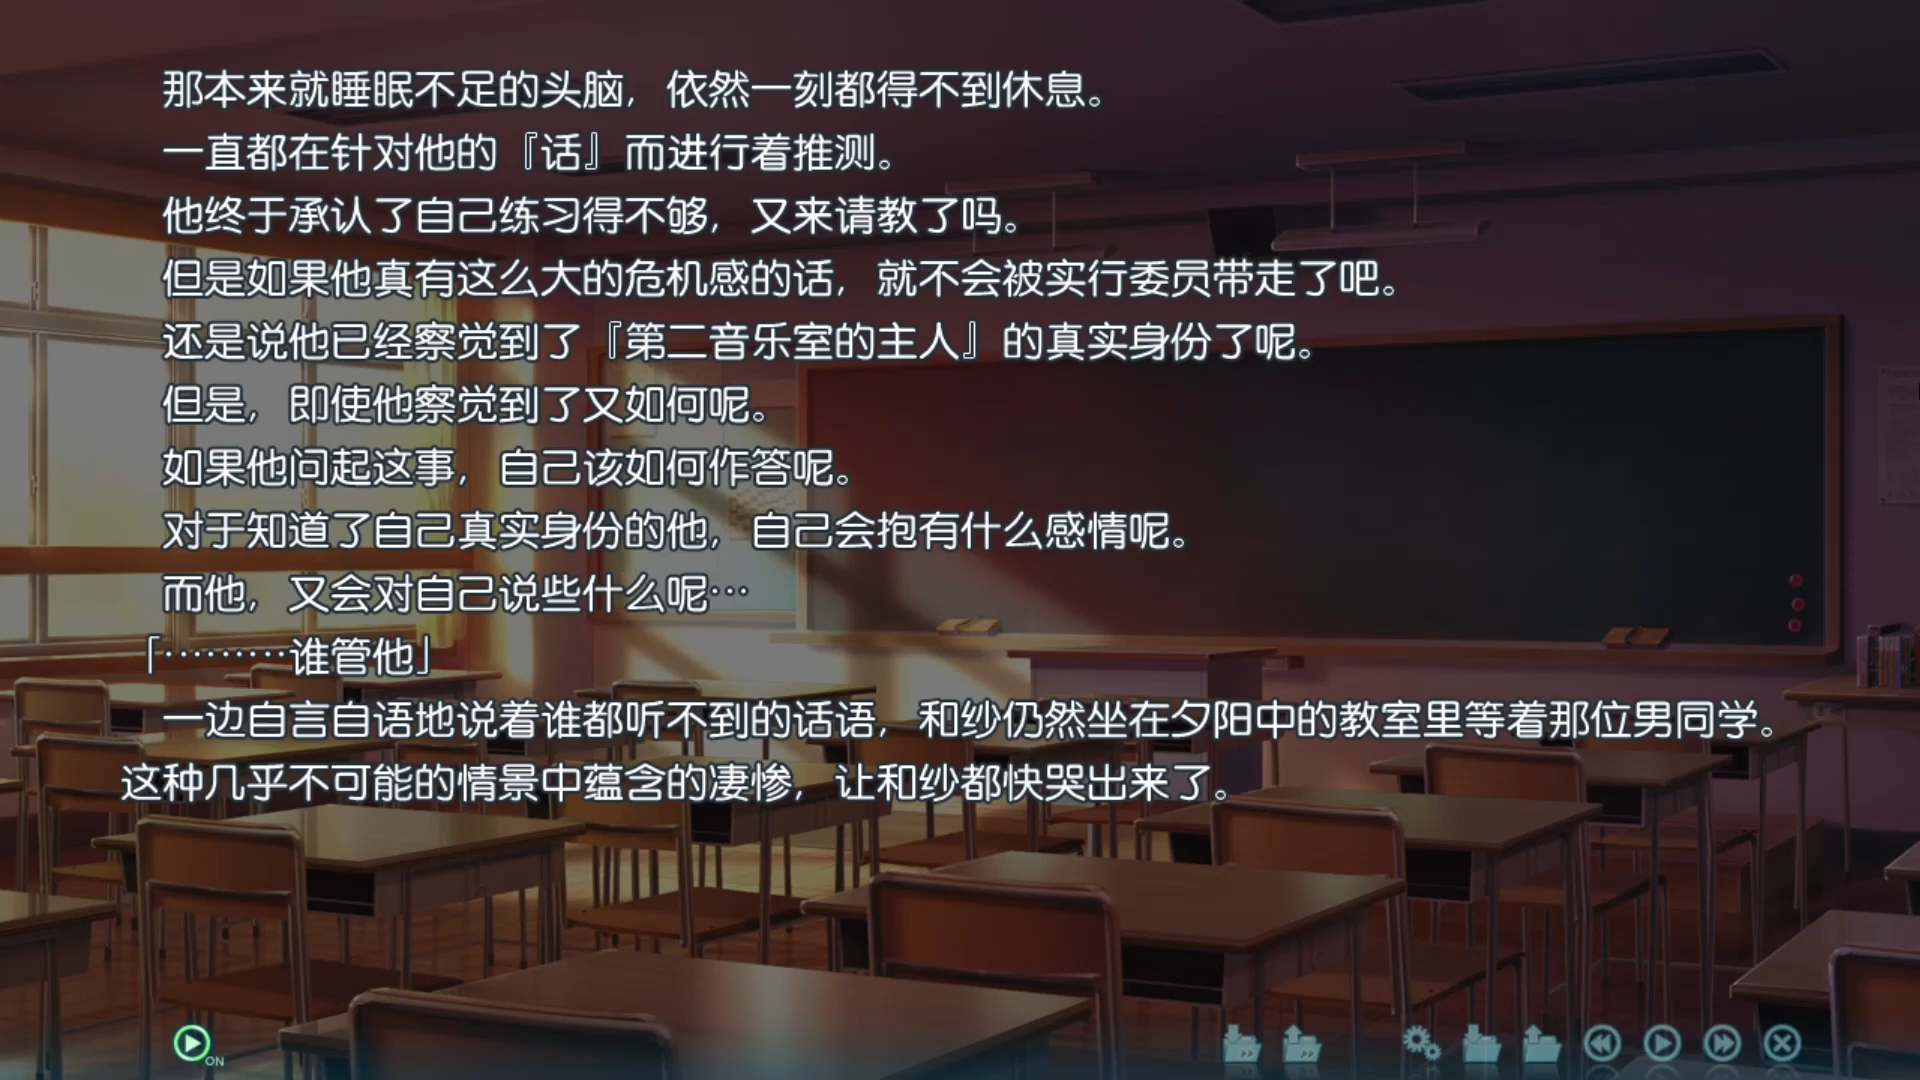 那本来就睡眠不足的头脑，依然一刻都得不到休息。
一直都在针对他的『话』而进行着推测。
他终于承认了自己练习得不够，又来请教了吗。
但是如果他真有这么大的危机感的话，就不会被实行委员带走了吧。
还是说他已经察觉到了『第二音乐室的主人』的真实身份了呢。
但是，即使他察觉到了又如何呢。
如果他问起这事，自己该如何作答呢。
对于知道了自己真实身份的他，自己会抱有什么感情呢。
而他，又会对自己说些什么呢…
「………谁管他」
一边自言自语地说着谁都听不到的话语，和纱仍然坐在夕阳中的教室里等着那位男同学。
这种几乎不可能的情景中蕴含的凄惨，让和纱都快哭出来了。
ON